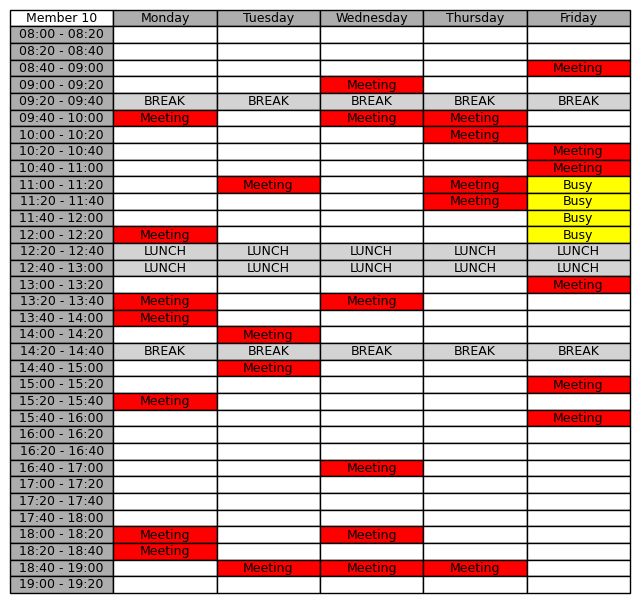 Member 10 Monday Tuesday Wednesday Thursday Friday
08:00 - 08:20
08:20 - 08:40
08:40 - 09:00 Meeting
09:00 - 09:20 Meeting
09:20 - 09:40 BREAK BREAK BREAK BREAK BREAK
09:40 - 10:00 Meeting Meeting Meeting
10:00 - 10:20 Meeting
10:20 - 10:40 Meeting
10:40 - 11:00 Meeting
11:00 - 11:20 Meeting Meeting Busy
11:20 - 11:40 Meeting Busy
11:40 - 12:00 Busy
12:00 - 12:20 Meeting Busy
12:20 - 12:40 LUNCH LUNCH LUNCH LUNCH LUNCH
12:40 - 13:00 LUNCH LUNCH LUNCH LUNCH LUNCH
13:00 - 13:20 Meeting
13:20 - 13:40 Meeting Meeting
13:40 - 14:00 Meeting
14:00 - 14:20 Meeting
14:20 - 14:40 BREAK BREAK BREAK BREAK BREAK
14:40 - 15:00 Meeting
15:00 - 15:20 Meeting
15:20 - 15:40 Meeting
15:40 - 16:00 Meeting
16:00 - 16:20
16:20 - 16:40
16:40 - 17:00 Meeting
17:00 - 17:20
17:20 - 17:40
17:40 - 18:00
18:00 - 18:20 Meeting Meeting
18:20 - 18:40 Meeting
18:40 - 19:00 Meeting Meeting Meeting
19:00 - 19:20